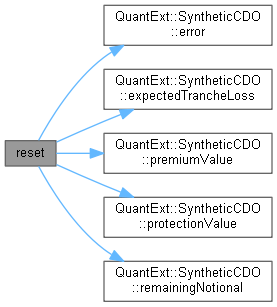 QuantExt::SyntheticCDO
::error
QuantExt::SyntheticCDO
::expectedTrancheLoss
reset
QuantExt::SyntheticCDO
::premiumValue
QuantExt::SyntheticCDO
::protectionValue
QuantExt::SyntheticCDO
::remainingNotional